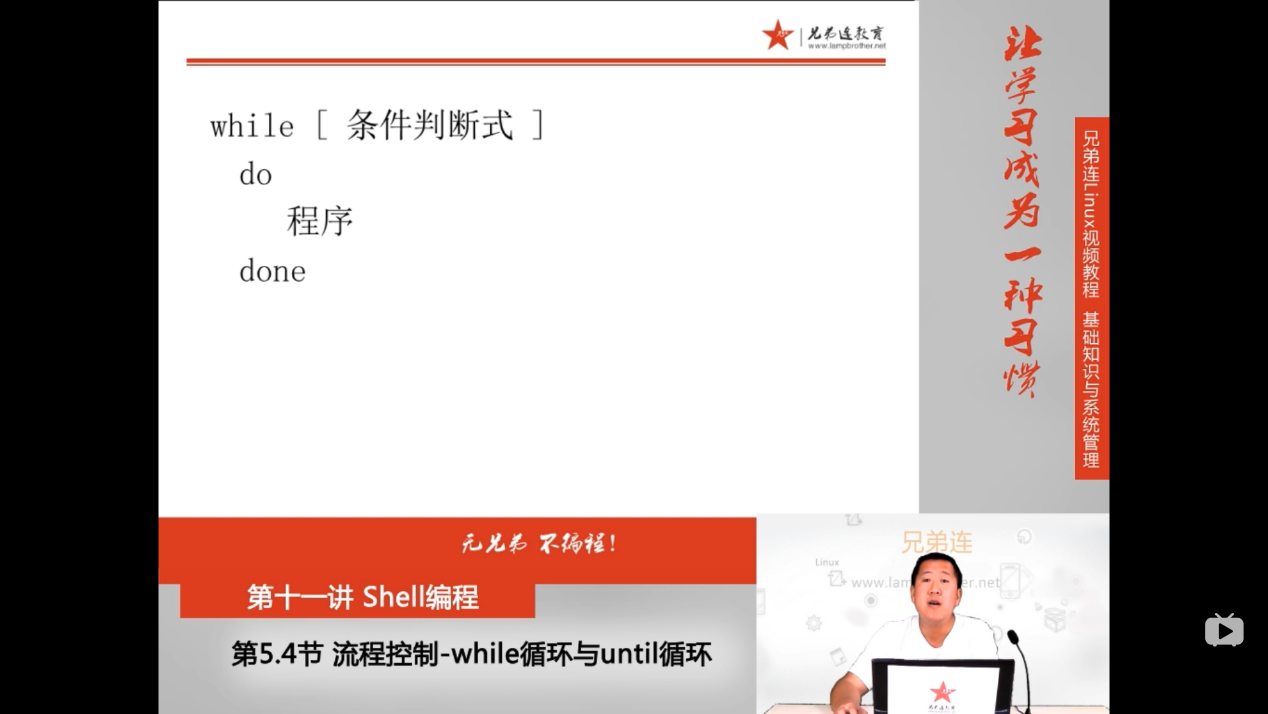 兄弟连教育
www.lampbrother.net
while [ 条件判断式 ]
do
程序
done
让学习成为一种习惯
兄弟连Linux视频教程 基础知识与系统管理
无兄弟 不编程!
第十一讲 Shell编程
第5.4节 流程控制-while循环与until循环
兄弟连
Linux